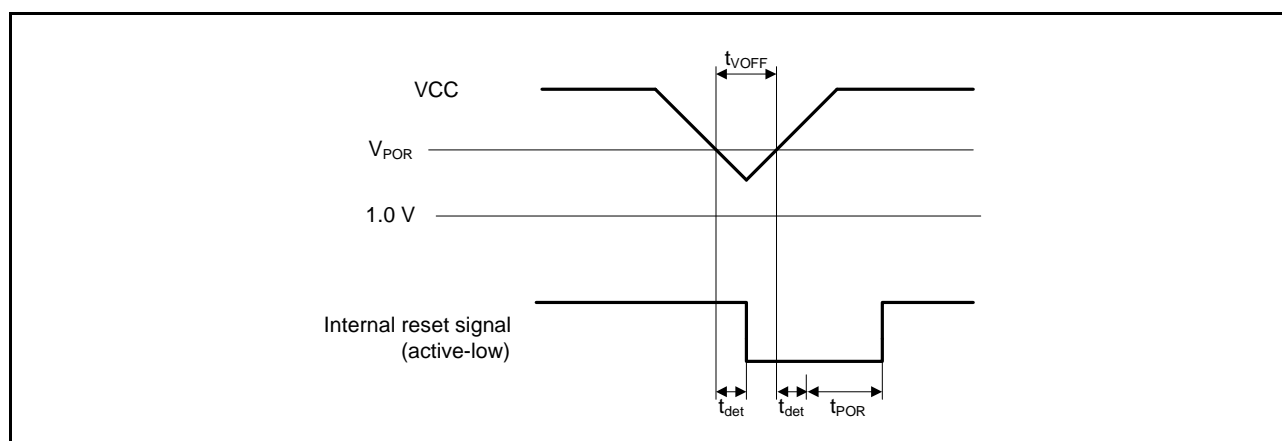 tVOFF
VCC
VPOR
1.0 V
Internal reset signal
(active-low)
tdet
tdet
tPOR